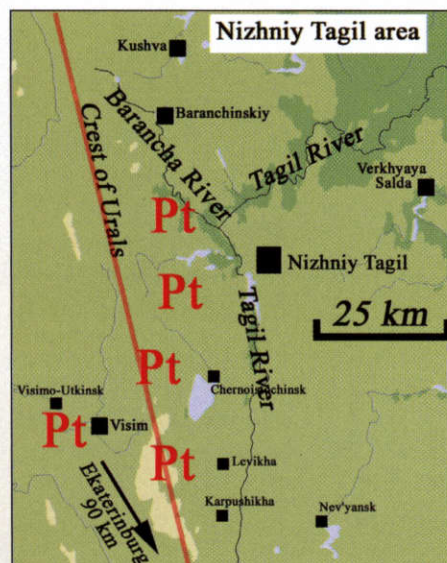 Nizhniy Tagil area
Kushva
Baranchinskiy
Barancha River
Crest of Urals
Tagil River
Verkhyaya
Salda
Pt
Nizhniy Tagil
Pt
25 km
Tagil River
Pt
Chernoistochinsk
Visimo-Utkinsk
Pt
Visim
Pt
Levikha
Ekaterinburg
90 km
Karpushikha
Nev'yansk